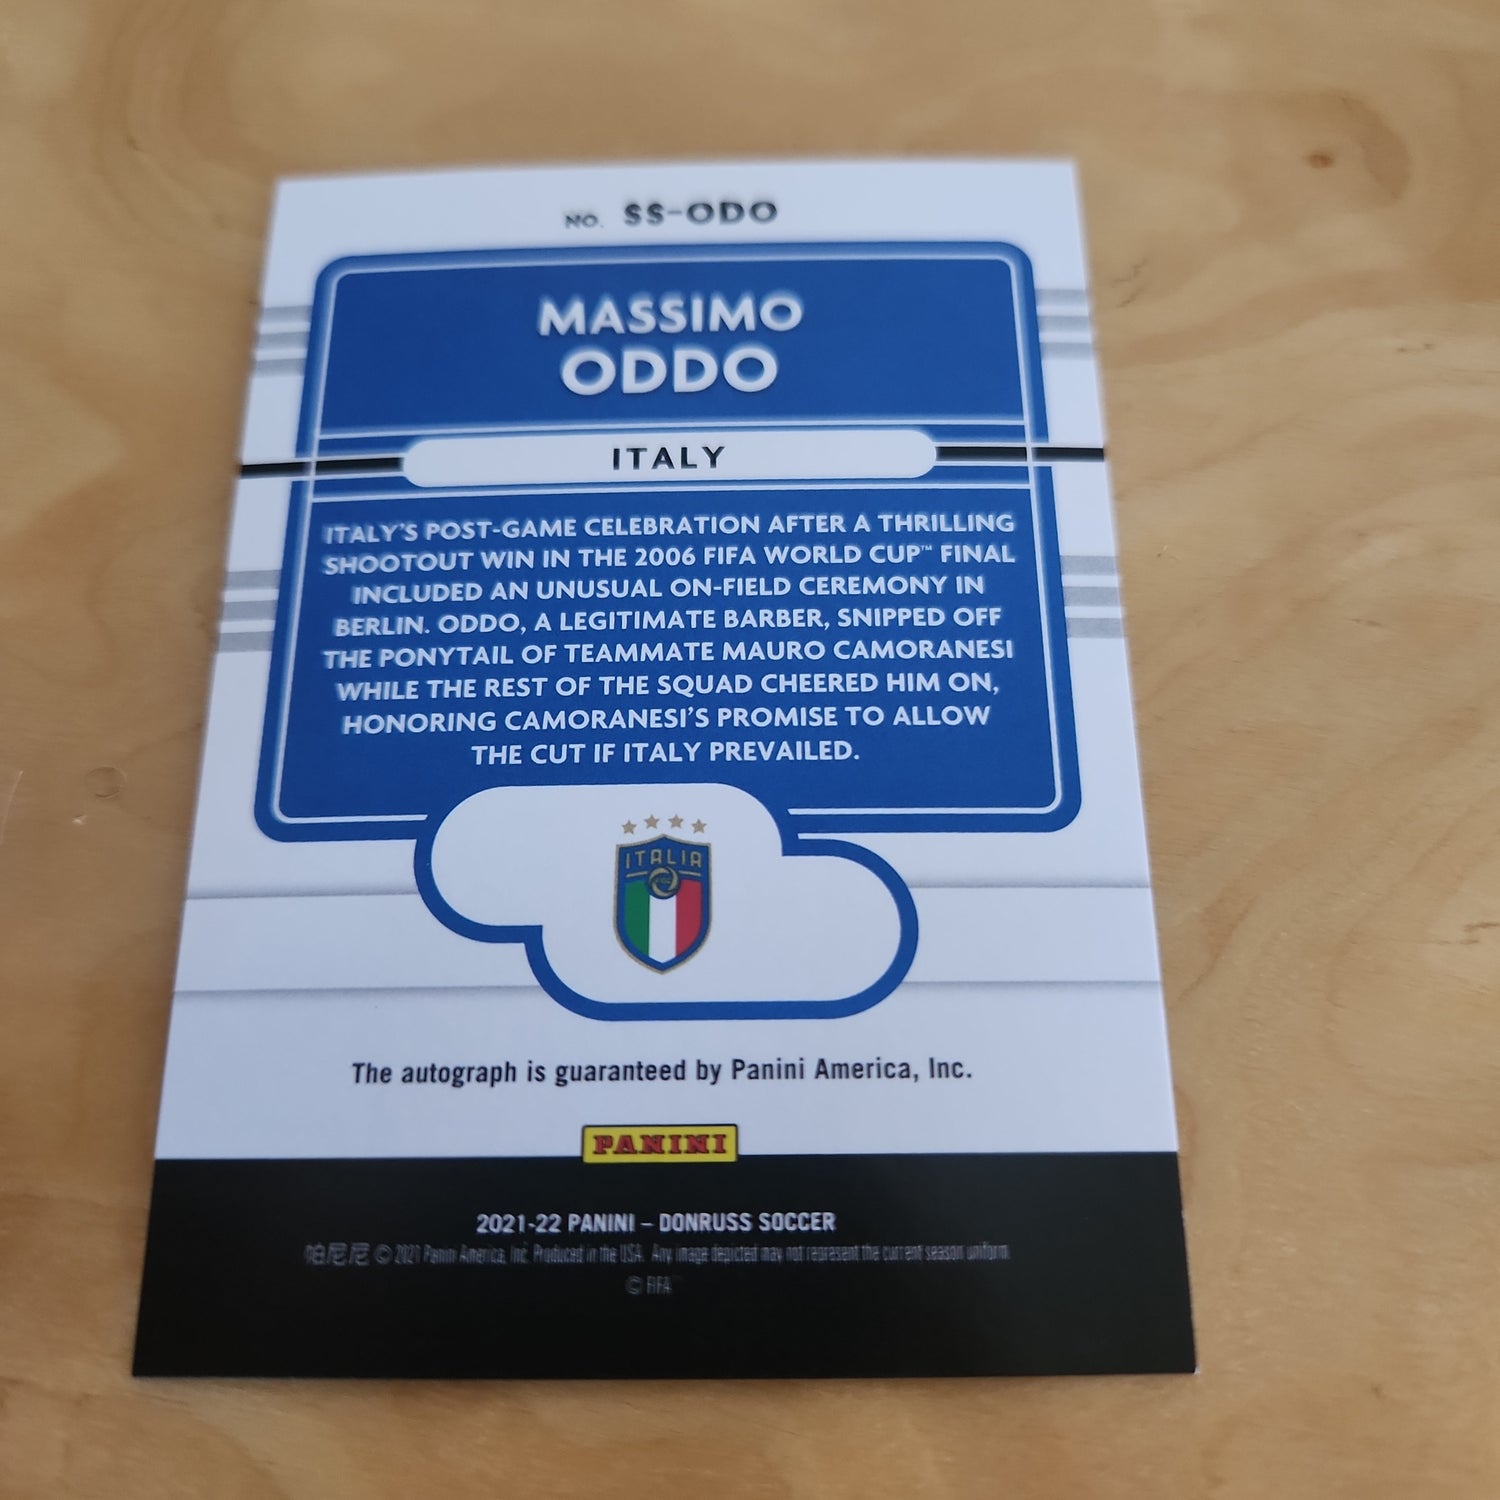 NO. SS-ODO
MASSIMO
ODDO
ITALY
ITALY'S POST-GAME CELEBRATION AFTER A THRILLING
SHOOTOUT WIN IN THE 2006 FIFA WORLD CUP™ FINAL
INCLUDED AN UNUSUAL ON-FIELD CEREMONY IN
BERLIN. ODDO, A LEGITIMATE BARBER, SNIPPED OFF
THE PONYTAIL OF TEAMMATE MAURO CAMORANESI
WHILE THE REST OF THE SQUAD CHEERED HIM ON,
HONORING CAMORANESI'S PROMISE TO ALLOW
THE CUT IF ITALY PREVAILED.
ITALIA
The autograph is guaranteed by Panini America, Inc.
PANINI
2021-22 PANINI – DONRUSS SOCCER
帕尼尼 © 2021 Panini America, Inc. Produced in the USA. Any image depicted may not represent the current season uniform.
© FIFA